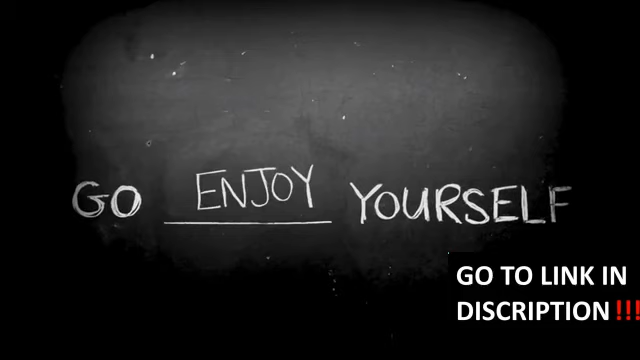 GO ENJOY YOURSELF
GO TO LINK IN
DISCRIPTION !!!